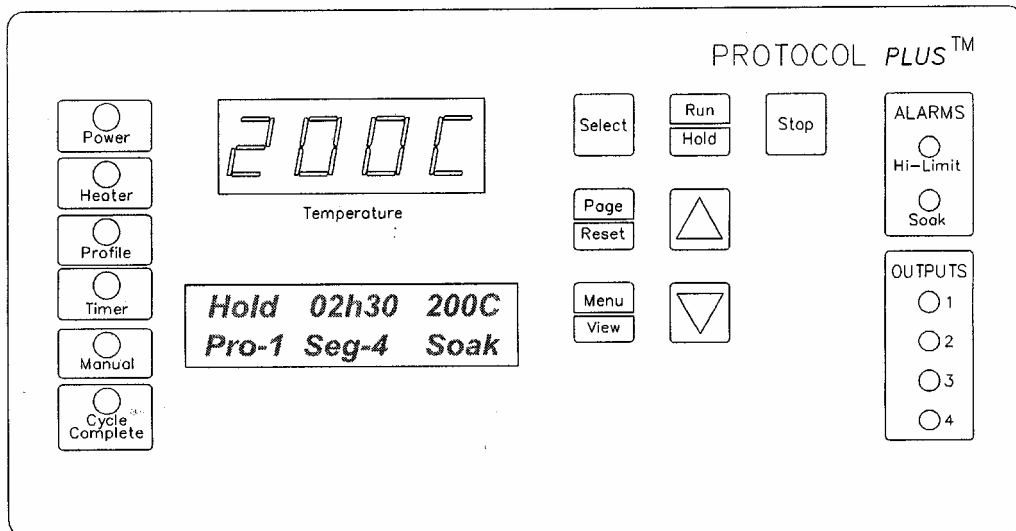 PROTOCOL PLUS™
Power
Heater
Profile
Timer
Manual
Cycle
Complete
200C
Temperature
Hold 02h30 200C
Pro-1 Seg-4 Soak
Select
Run
Hold
Stop
Page
Reset
Menu
View
ALARMS
Hi-Limit
Soak
OUTPUTS
1
2
3
4